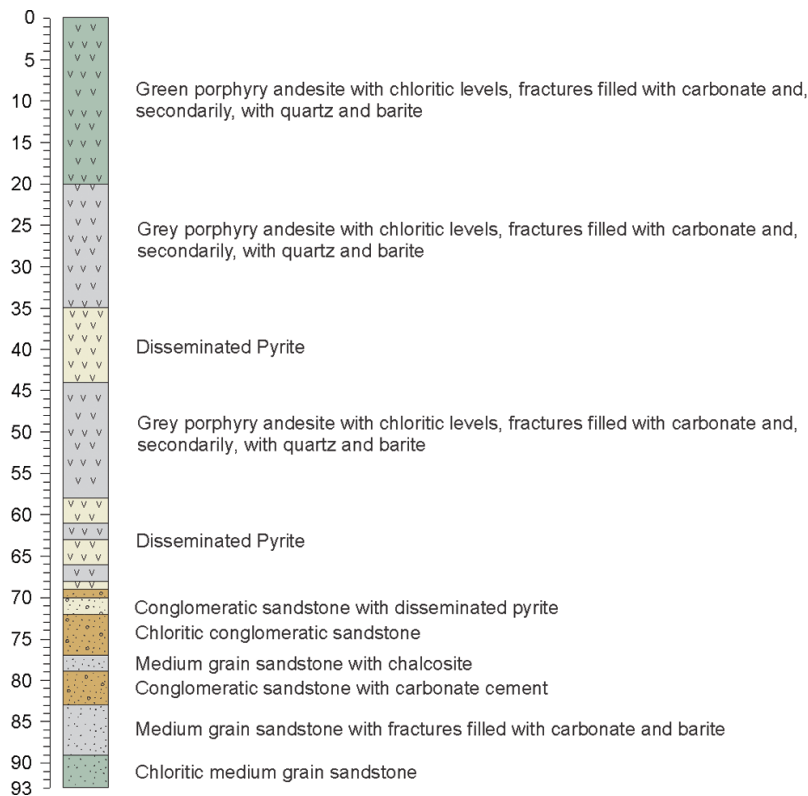 0
5
Green porphyry andesite with chloritic levels, fractures filled with carbonate and,
10
secondarily, with quartz and barite
15
20
25
Grey porphyry andesite with chloritic levels, fractures filled with carbonate and,
secondarily, with quartz and barite
30
35
40
Disseminated Pyrite
45
50
Grey porphyry andesite with chloritic levels, fractures filled with carbonate and,
secondarily, with quartz and barite
55
60
Disseminated Pyrite
65
70
Conglomeratic sandstone with disseminated pyrite
Chloritic conglomeratic sandstone
75
Medium grain sandstone with chalcosite
80
Conglomeratic sandstone with carbonate cement
85
Medium grain sandstone with fractures filled with carbonate and barite
90
Chloritic medium grain sandstone
93